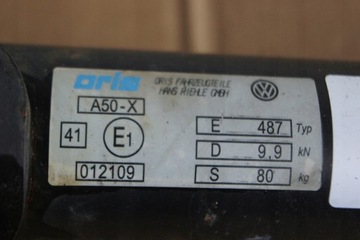 oris ORIS FAHRZEUGTEILE
HANS RIEHLE GMBH
A50-X
41 E1
E 487 Typ
D 9,9 kN
012109
S 80 kg